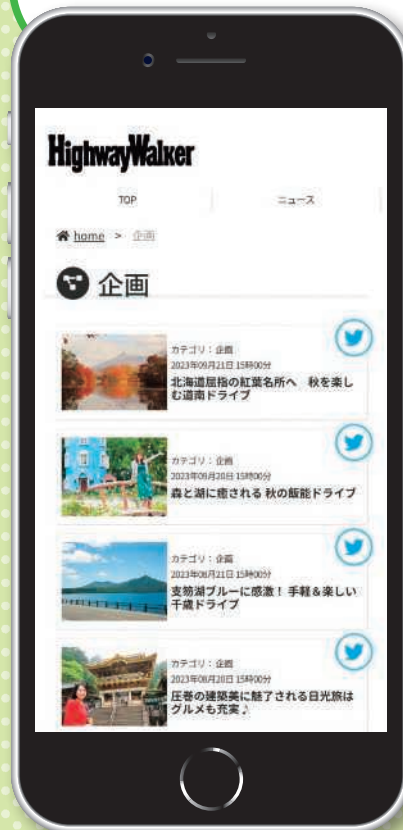 HighwayWalker
TOP
ニュース
home > 企画
企画
カテゴリ：企画
2023年09月21日 15時00分
北海道屈指の紅葉名所へ　秋を楽し
む道南ドライブ
カテゴリ：企画
2023年09月20日 15時00分
森と湖に癒される 秋の飯能ドライブ
カテゴリ：企画
2023年08月21日 15時00分
支笏湖ブルーに感激！ 手軽＆楽しい
千歳ドライブ
カテゴリ：企画
2023年08月20日 15時00分
圧巻の建築美に魅了される日光旅は
グルメも充実♪